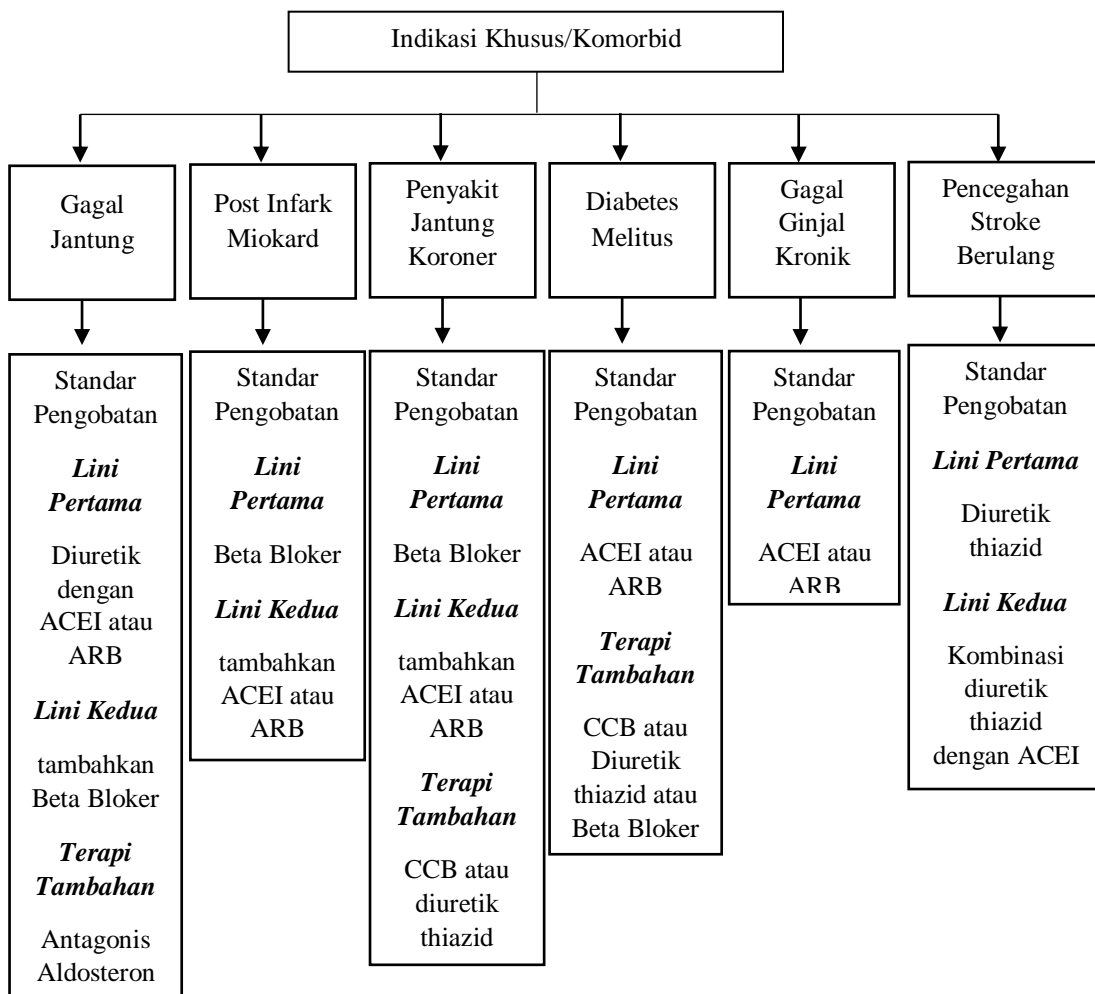 Indikasi Khusus/Komorbid
Gagal
Jantung
Post Infark
Miokard
Penyakit
Jantung
Koroner
Diabetes
Melitus
Gagal
Ginjal
Kronik
Pencegahan
Stroke
Berulang
Standar
Pengobatan
Lini
Pertama
Diuretik
dengan
ACEI atau
ARB
Lini Kedua
tambahkan
Beta Bloker
Terapi
Tambahan
Antagonis
Aldosteron
Standar
Pengobatan
Lini
Pertama
Beta Bloker
Lini Kedua
tambahkan
ACEI atau
ARB
Standar
Pengobatan
Lini
Pertama
Beta Bloker
Lini Kedua
tambahkan
ACEI atau
ARB
Terapi
Tambahan
CCB atau
diuretik
thiazid
Standar
Pengobatan
Lini
Pertama
ACEI atau
ARB
Terapi
Tambahan
CCB atau
Diuretik
thiazid atau
Beta Bloker
Standar
Pengobatan
Lini
Pertama
ACEI atau
ARB
Standar
Pengobatan
Lini Pertama
Diuretik
thiazid
Lini Kedua
Kombinasi
diuretik
thiazid
dengan ACEI